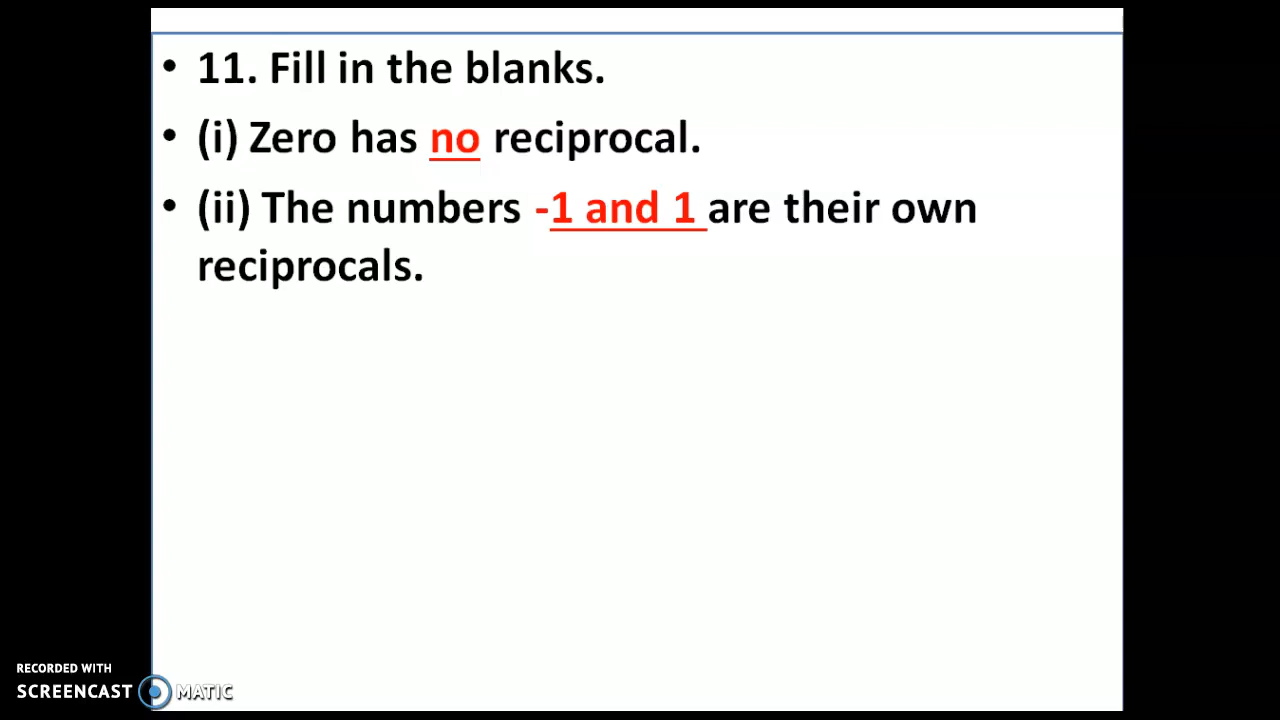 • 11. Fill in the blanks.
• (i) Zero has no reciprocal.
• (ii) The numbers -1 and 1 are their own
reciprocals.
RECORDED WITH
SCREENCAST MATIC